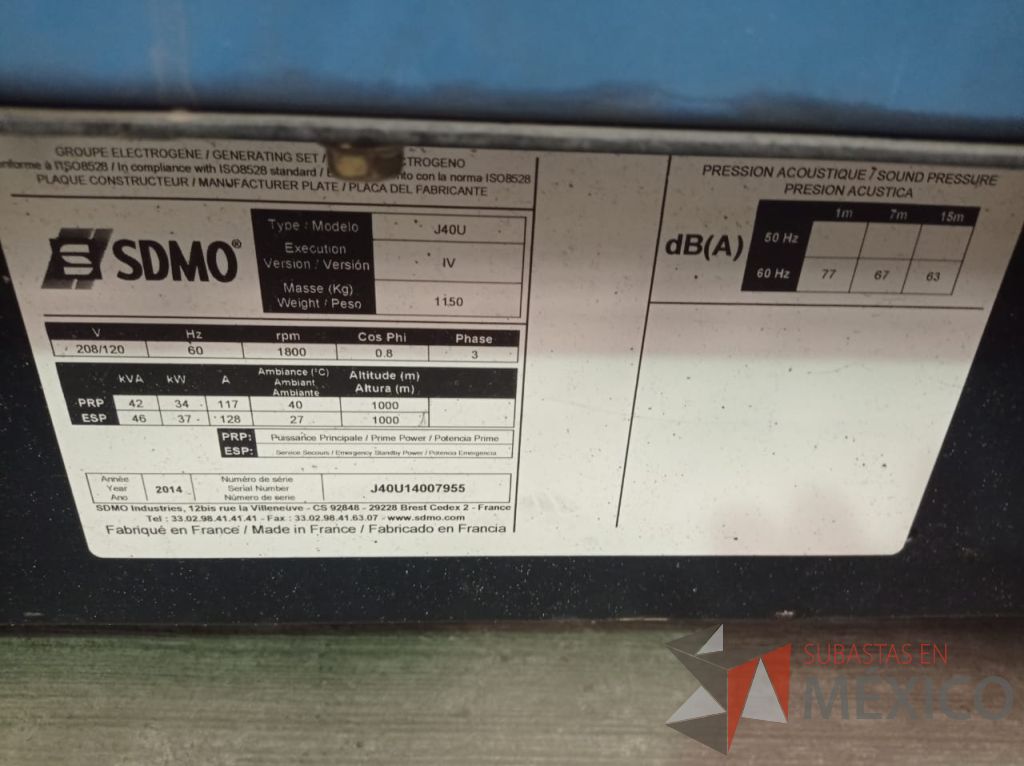 GROUPE ELECTROGENE / GENERATING SET / TROGENO
à l'ISO8528 / In compliance with ISO8528 standard / con la norma ISO8528
PLAQUE CONSTRUCTEUR / MANUFACTURER PLATE / PLACA DEL FABRICANTE
SDMO®
Type / Modelo J40U
Execution
Version / Versión IV
Masse (Kg)
Weight / Peso 1150
V Hz rpm Cos Phi Phase
208/120 60 1800 0.8 3
kVA kW A Ambiance (°C) Ambiant Ambiante Altitude (m) Altura (m)
PRP 42 34 117 40 1000
ESP 46 37 128 27 1000
PRP: Puissance Principale / Prime Power / Potencia Prime
ESP: Service Secours / Emergency Standby Power / Potencia Emergencia
Année
Year
Ano
2014
Numéro de série
Serial Number
Número de serie
J40U14007955
SDMO Industries, 12bis rue la Villeneuve - CS 92848 - 29228 Brest Cedex 2 - France
Tel : 33.02.98.41.41.41 - Fax : 33.02.98.41.63.07 - www.sdmo.com
Fabriqué en France / Made in France / Fabricado en Francia
PRESSION ACOUSTIQUE / SOUND PRESSURE
PRESION ACUSTICA
dB(A)
1m 7m 15m
50 Hz
60 Hz 77 67 63
SUBASTAS EN
MÉXICO